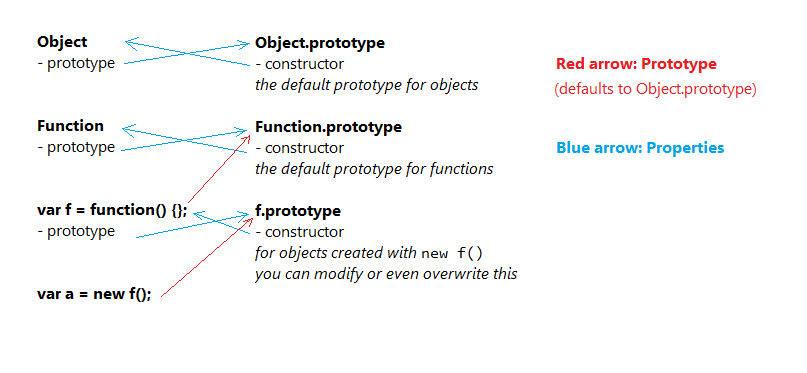 Object
- prototype
Object.prototype
- constructor
the default prototype for objects
Function
- prototype
Function.prototype
- constructor
the default prototype for functions
var f = function() {};
- prototype
f.prototype
- constructor
for objects created with new f()
you can modify or even overwrite this
var a = new f();
Red arrow: Prototype
(defaults to Object.prototype)
Blue arrow: Properties